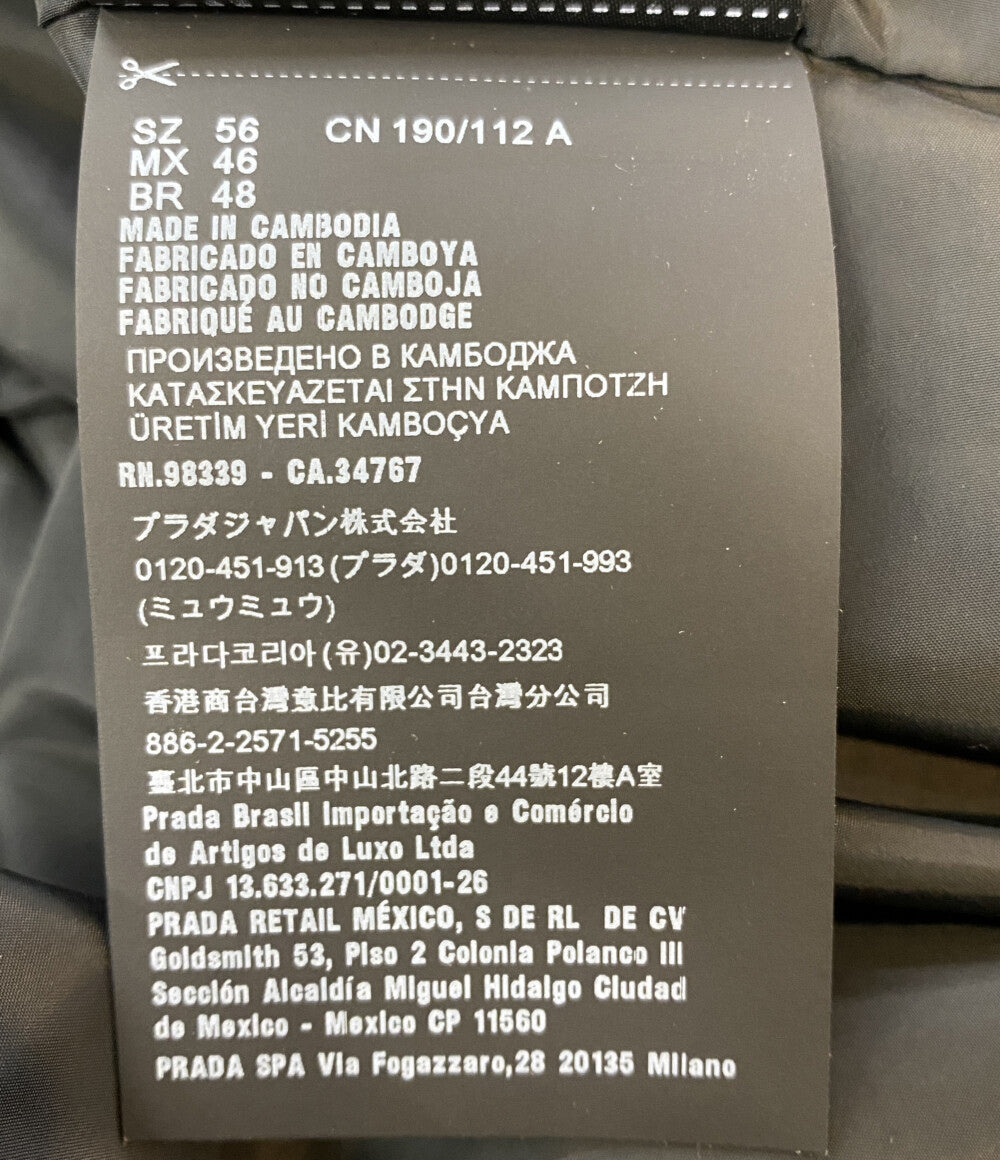 SZ 56 CN 190/112 A
MX 46
BR 48
MADE IN CAMBODIA
FABRICADO EN CAMBOYA
FABRICADO NO CAMBOJA
FABRIQUÉ AU CAMBODGE
ПРОИЗВЕДЕНО В КАМБОДЖА
ΚΑΤΑΣΚΕΥΑΖΕΤΑΙ ΣΤΗΝ ΚΑΜΠΟΤΖΗ
ÜRETİM YERİ KAMBOÇYA
RN.98339 - CA.34767
プラダジャパン株式会社
0120-451-913(プラダ)0120-451-993
(ミュウミュウ)
프라다코리아(유)02-3443-2323
香港商台灣意比有限公司台灣分公司
886-2-2571-5255
臺北市中山區中山北路二段44號12樓A室
Prada Brasil Importação e Comércio
de Artigos de Luxo Ltda
CNPJ 13.633.271/0001-26
PRADA RETAIL MÉXICO, S DE RL DE CV
Goldsmith 53, Piso 2 Colonia Polanco III
Sección Alcaldía Miguel Hidalgo Ciudad
de Mexico - Mexico CP 11560
PRADA SPA Via Fogazzaro,28 20135 Milano